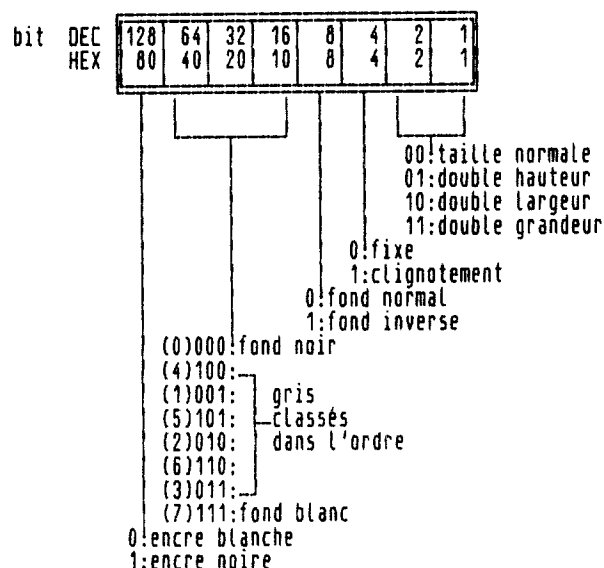 bit DEC 128 64 32 16 8 4 2 1
HEX 80 40 20 10 8 4 2 1
00:taille normale
01:double hauteur
10:double largeur
11:double grandeur
0:fixe
1:clignotement
0:fond normal
1:fond inverse
(0)000:fond noir
(4)100:
(1)001: gris
(5)101: classés
(2)010: dans l'ordre
(6)110:
(3)011:
(7)111:fond blanc
0:encre blanche
1:encre noire